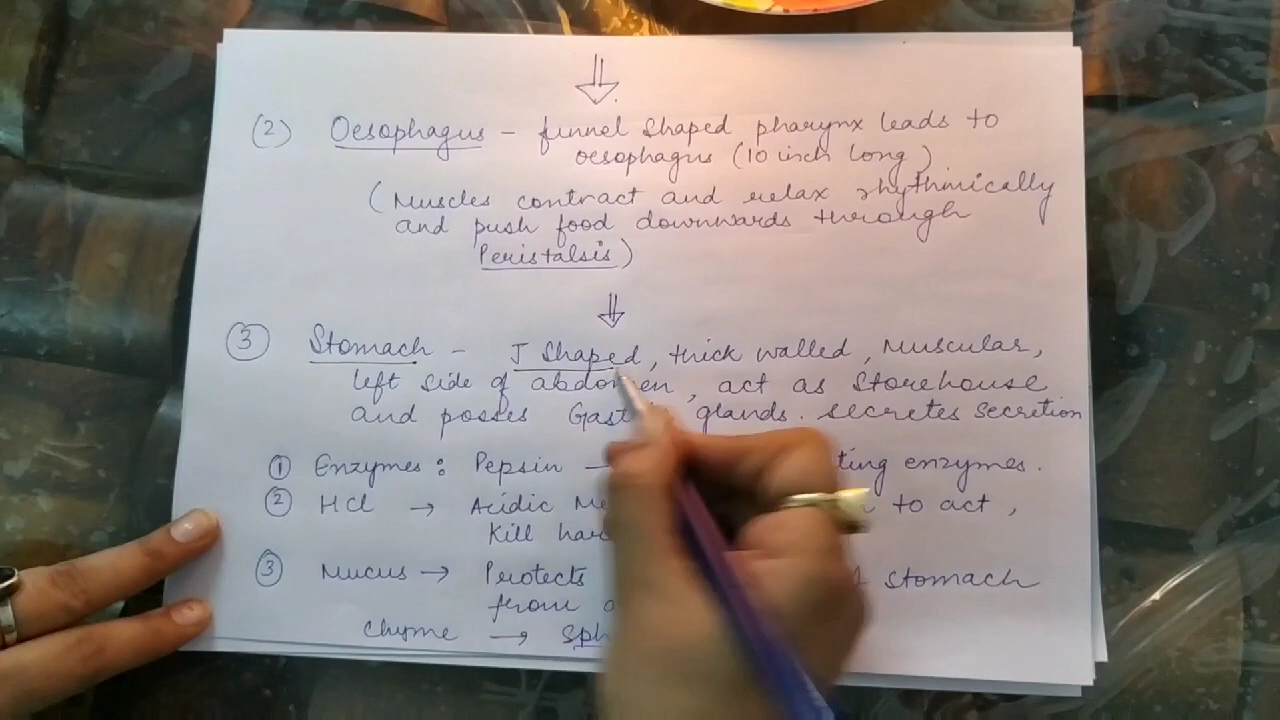 (2) Oesophagus - funnel shaped pharynx leads to
oesophagus (10 inch long)
(Muscles contract and relax rhythmically
and push food downwards through
Peristalsis)
③ Stomach - J Shaped, thick walled, Muscular,
left side of abdomen, act as storehouse
and posses glands. secretes secretion
① Enzymes: Pepsin enzymes.
② HCl → Acidic to act,
Kill
③ Mucus → Protects stomach
from
Chyme →